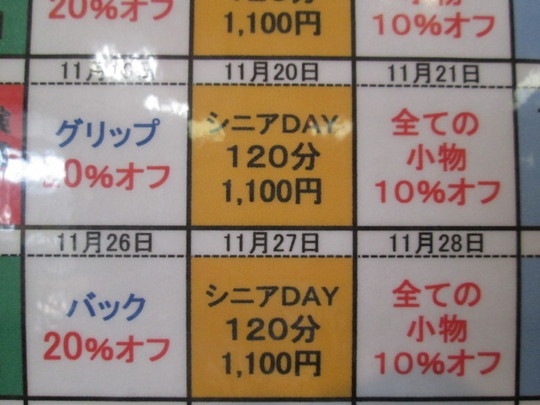 20%オフ
1,100円
10%オフ
11月20日
11月21日
グリップ
シニアDAY
120分
1,100円
全ての
小物
10%オフ
11月26日
11月27日
11月28日
バック
20%オフ
シニアDAY
120分
1,100円
全ての
小物
10%オフ